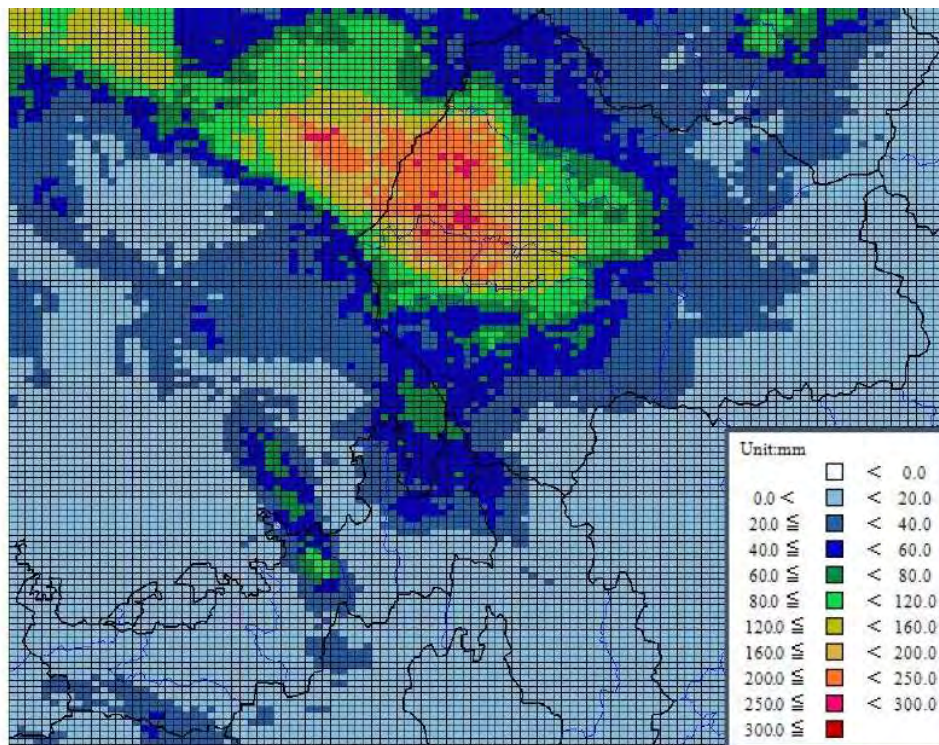 Unit:mm
< 0.0
0.0 < < 20.0
20.0 ≦ < 40.0
40.0 ≦ < 60.0
60.0 ≦ < 80.0
80.0 ≦ < 120.0
120.0 ≦ < 160.0
160.0 ≦ < 200.0
200.0 ≦ < 250.0
250.0 ≦ < 300.0
300.0 ≦